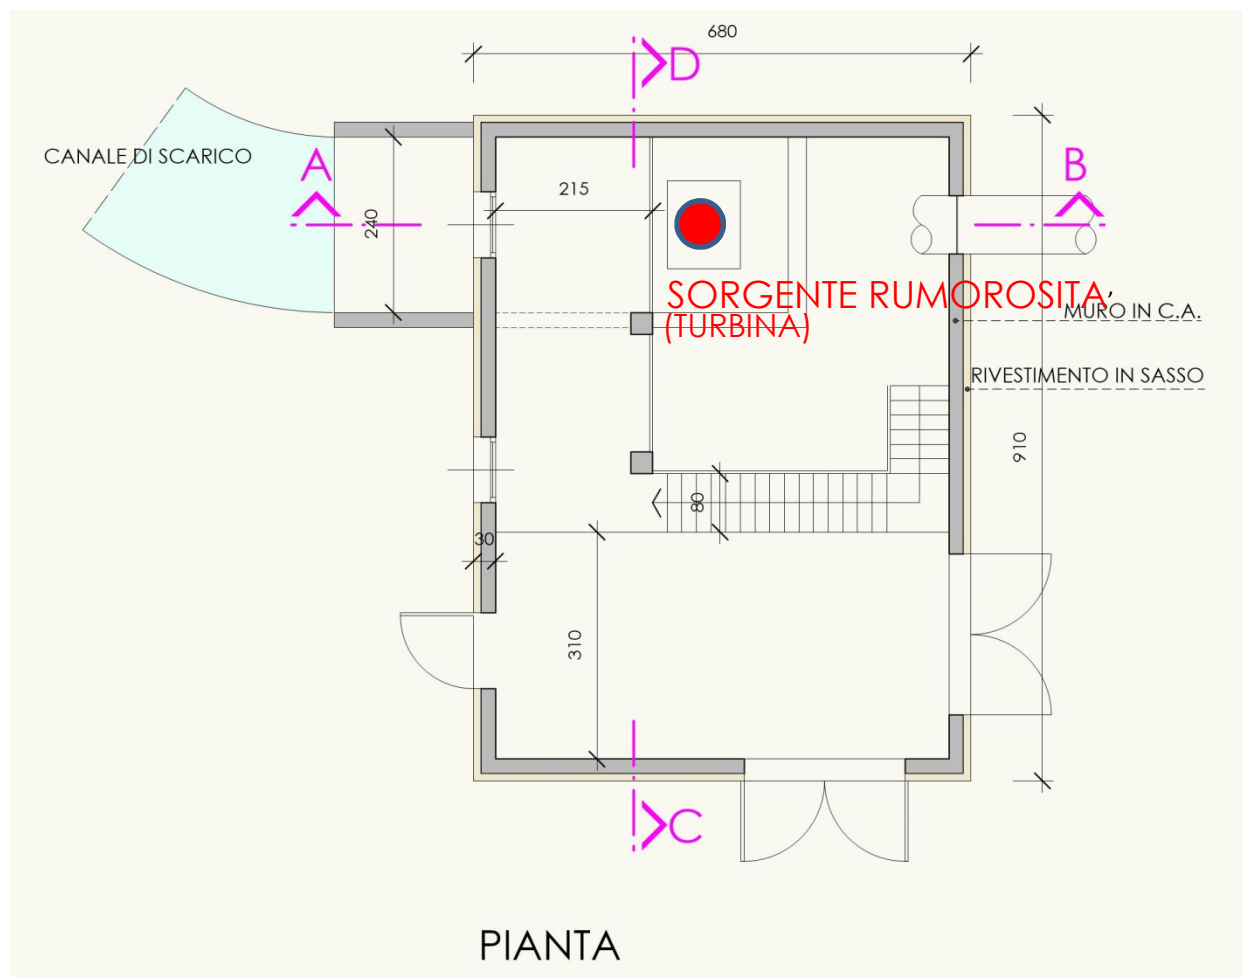 680
D
CANALE DI SCARICO
A
B
215
240
SORGENTE RUMOROSITA'
(TURBINA)
MURO IN C.A.
RIVESTIMENTO IN SASSO
910
80
30
310
C
PIANTA